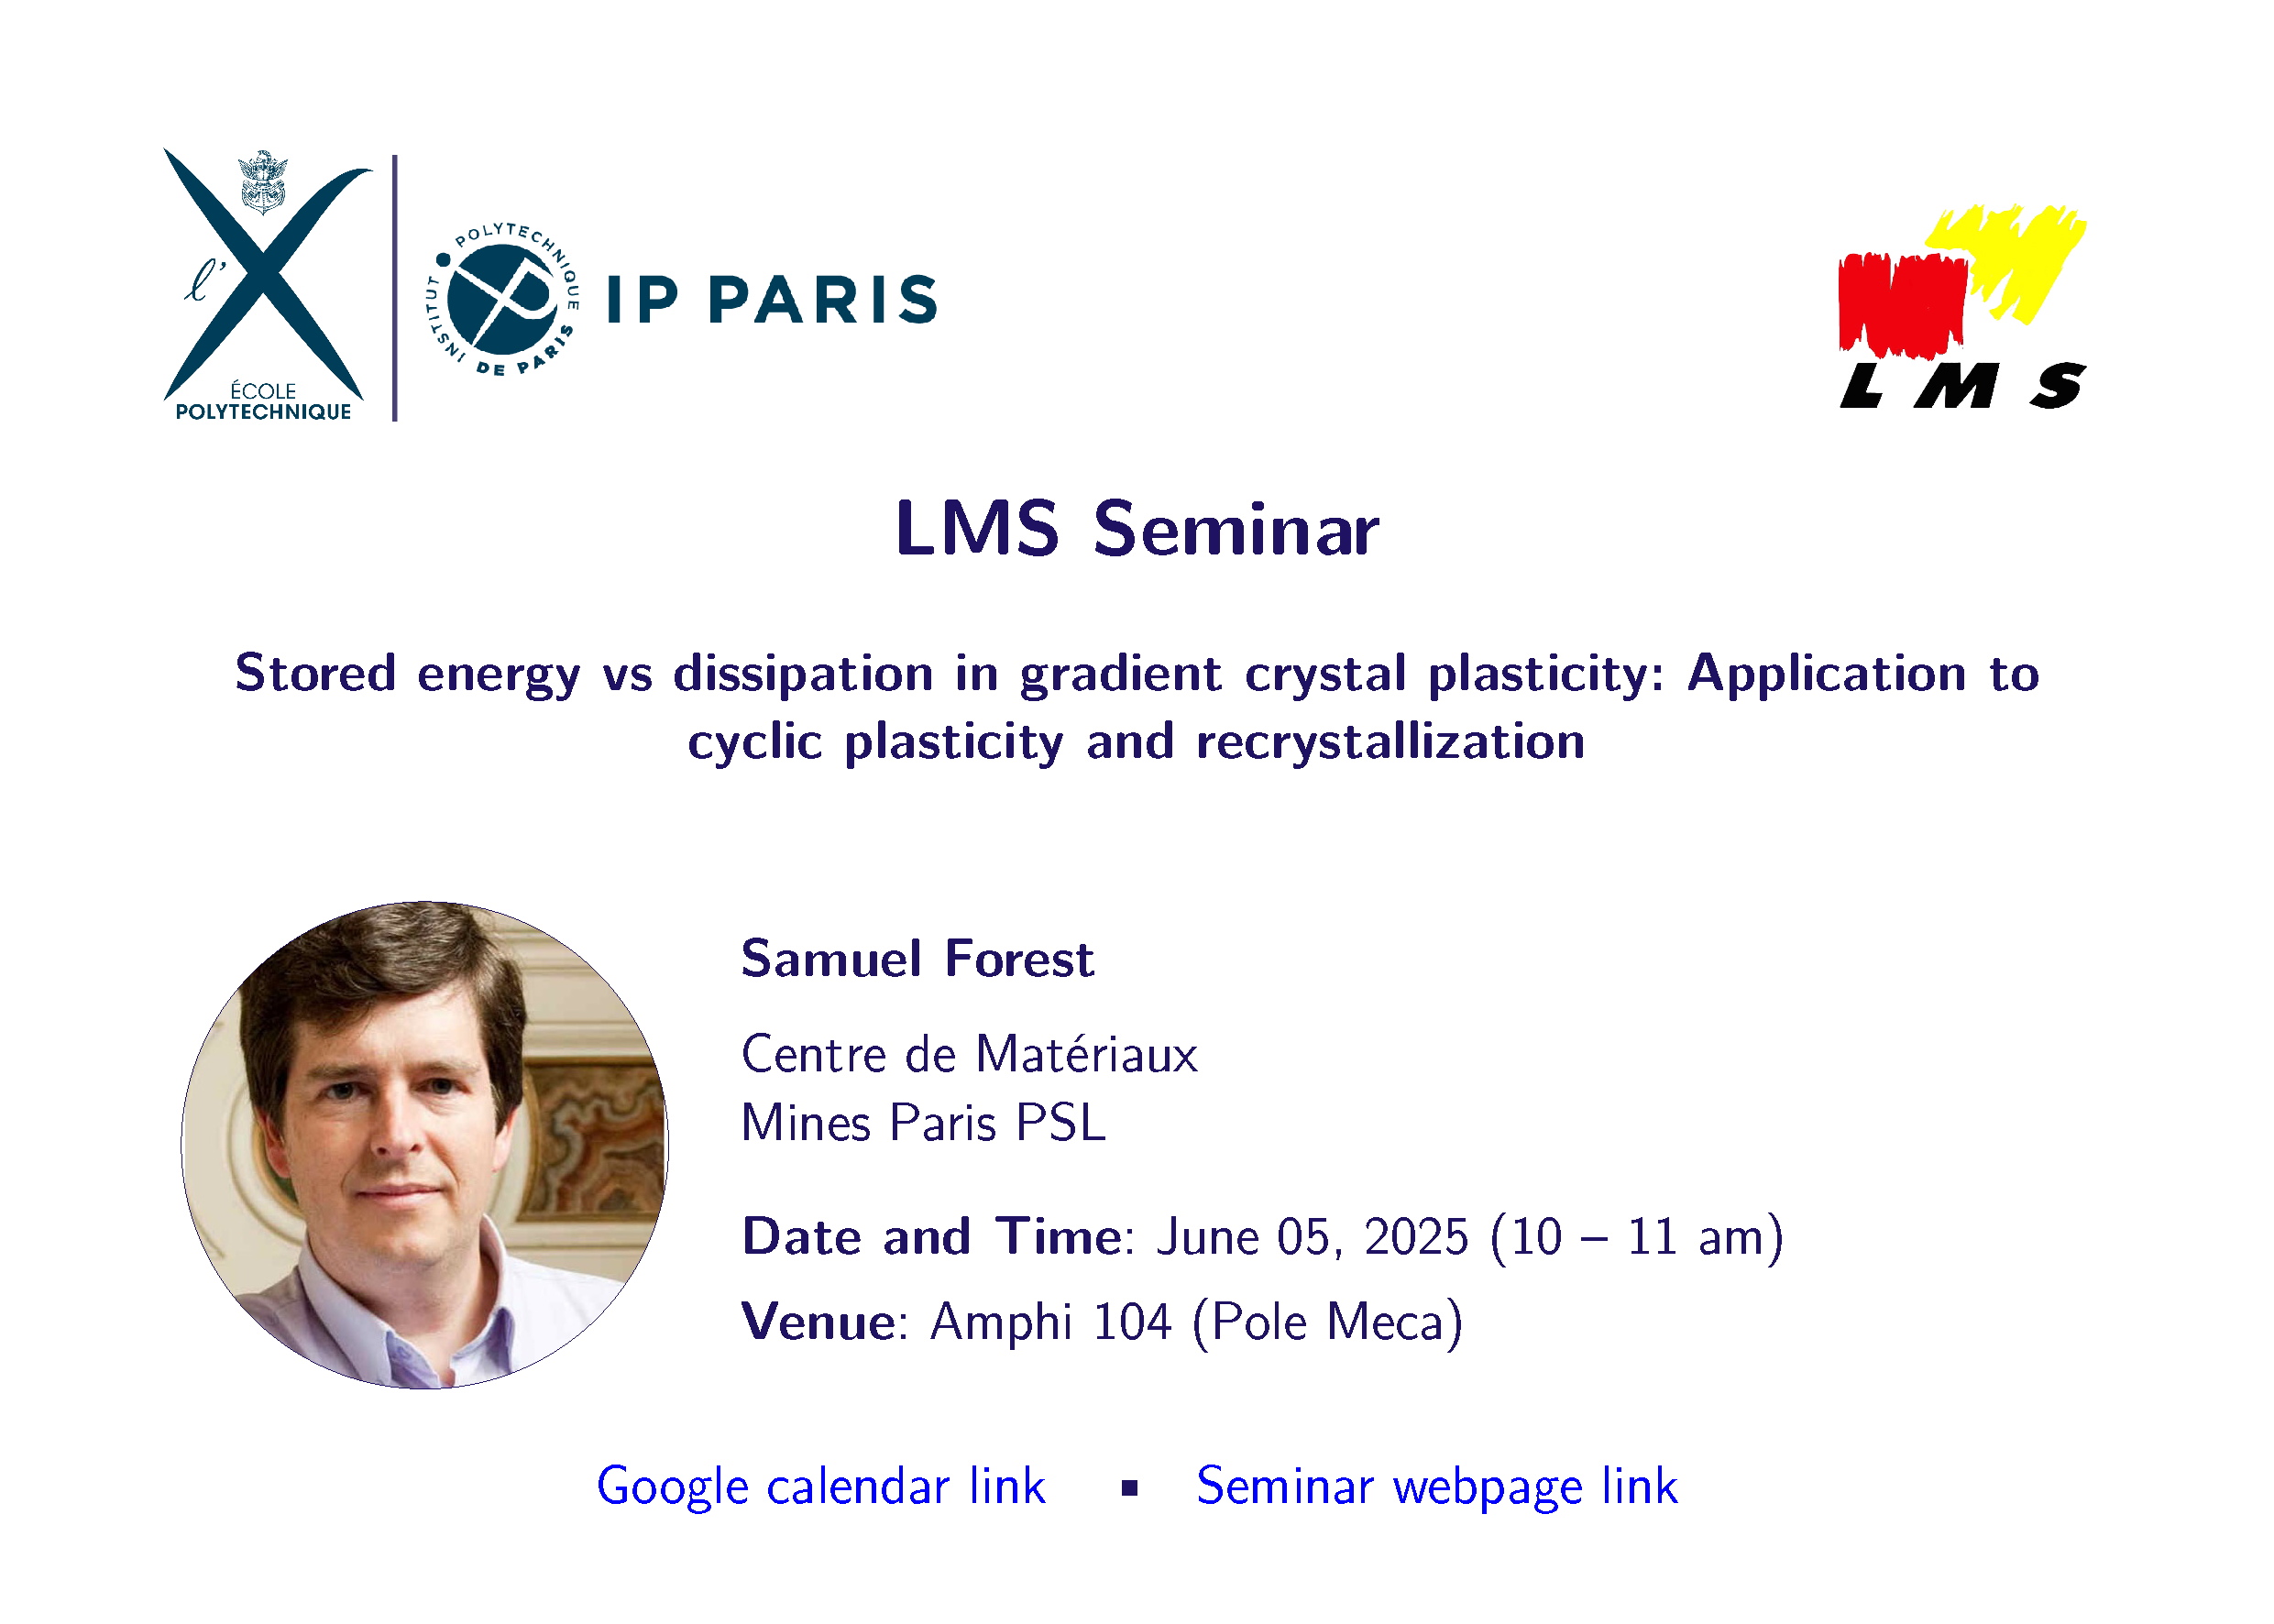 l'
ÉCOLE
POLYTECHNIQUE
INSTITUT POLYTECHNIQUE DE PARIS
IP PARIS
LMS
LMS Seminar
Stored energy vs dissipation in gradient crystal plasticity: Application to
cyclic plasticity and recrystallization
Samuel Forest
Centre de Matériaux
Mines Paris PSL
Date and Time: June 05, 2025 (10 – 11 am)
Venue: Amphi 104 (Pole Meca)
Google calendar link ▪ Seminar webpage link